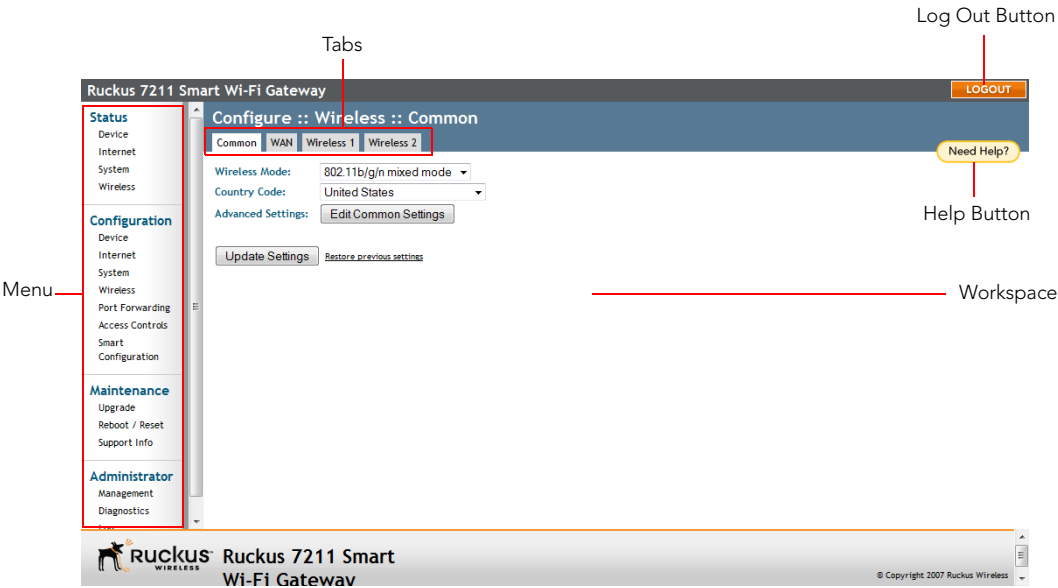 Log Out Button
Tabs
Ruckus 7211 Smart Wi-Fi Gateway
LOGOUT
Status
Device
Internet
System
Wireless
Configuration
Device
Internet
System
Wireless
Port Forwarding
Access Controls
Smart
Configuration
Maintenance
Upgrade
Reboot / Reset
Support Info
Administrator
Management
Diagnostics
Configure :: Wireless :: Common
Common WAN Wireless 1 Wireless 2
Need Help?
Wireless Mode: 802.11b/g/n mixed mode
Country Code: United States
Advanced Settings: Edit Common Settings
Update Settings Restore previous settings
Help Button
Menu
Workspace
Ruckus WIRELESS
Ruckus 7211 Smart
Wi-Fi Gateway
© Copyright 2007 Ruckus Wireless